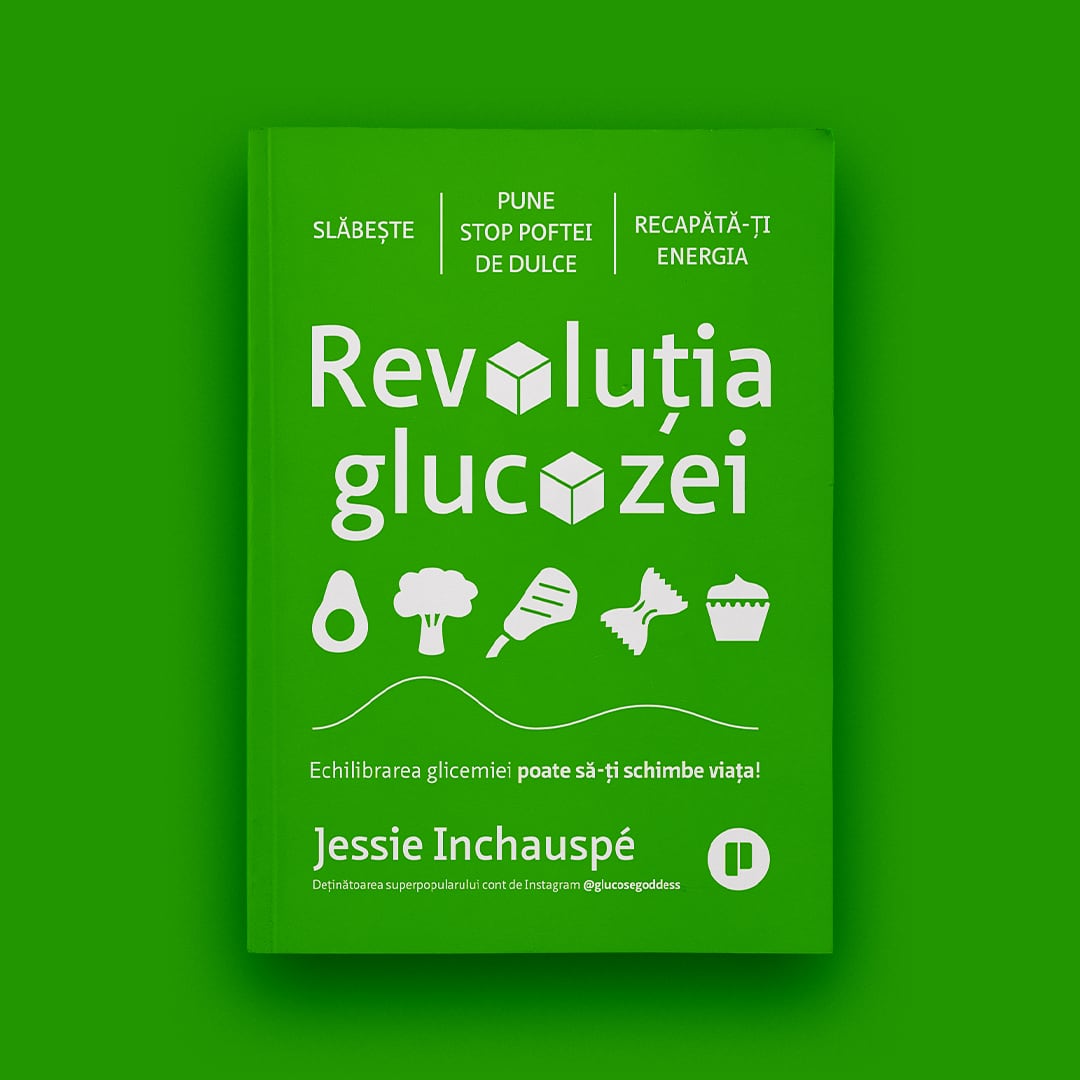 SLĂBEȘTE
PUNE
STOP POFTEI
DE DULCE
RECAPĂTĂ-ȚI
ENERGIA
Revoluția
glucozei
Echilibrarea glicemiei poate să-ți schimbe viața!
Jessie Inchauspé
Deținătoarea superpopularului cont de Instagram @glucosegoddess